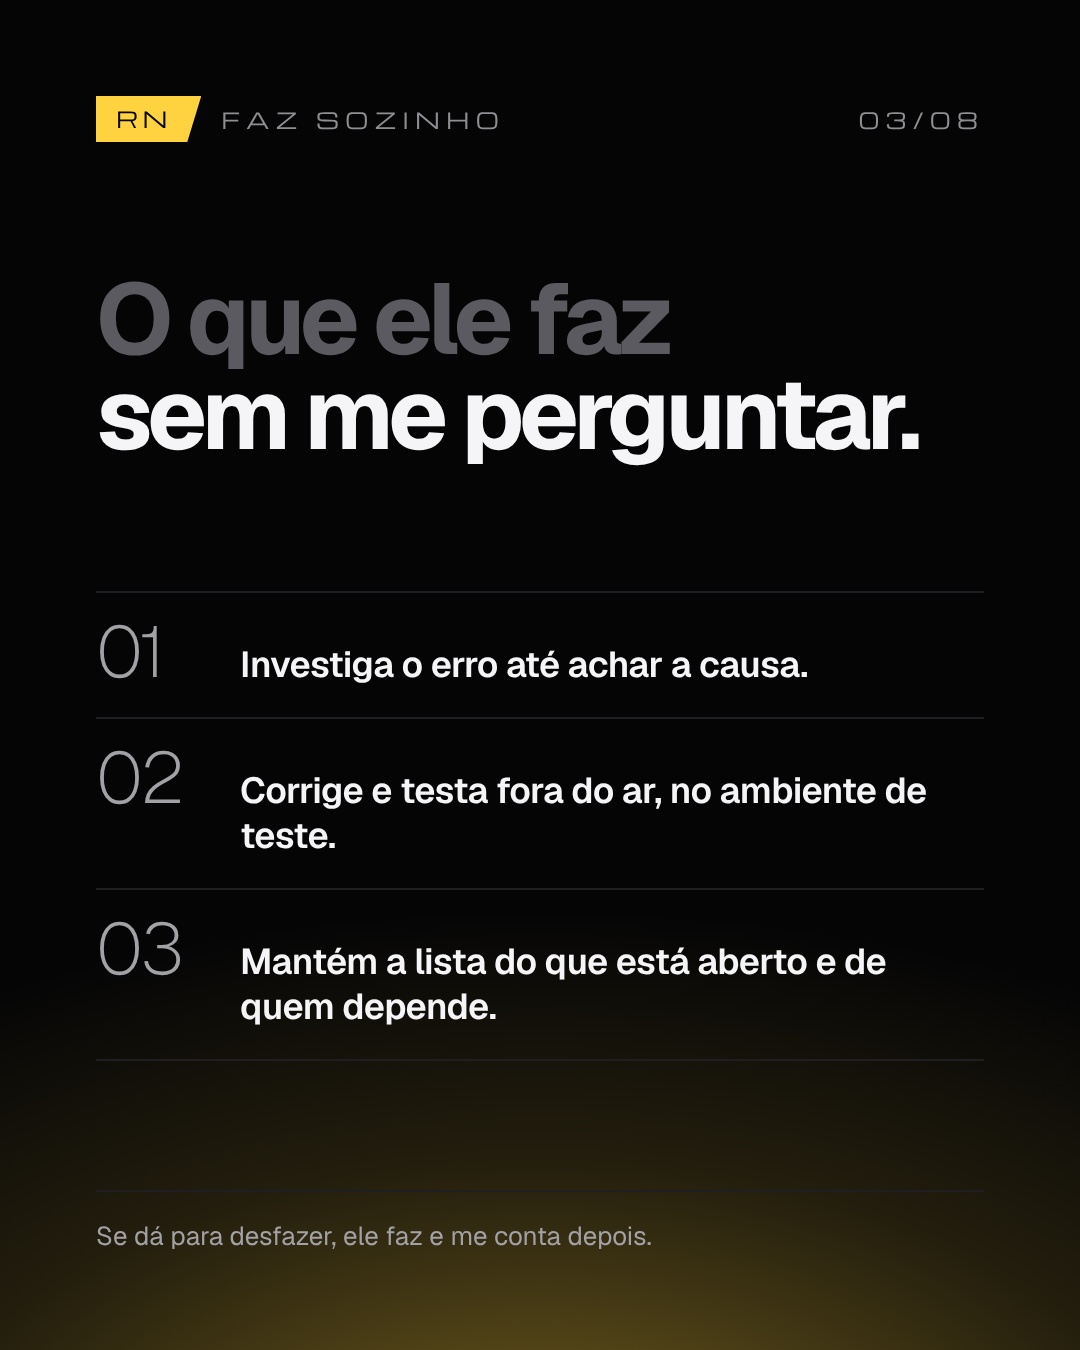 RN FAZ SOZINHO 03/08
O que ele faz
sem me perguntar.
01 Investiga o erro até achar a causa.
02 Corrige e testa fora do ar, no ambiente de
teste.
03 Mantém a lista do que está aberto e de
quem depende.
Se dá para desfazer, ele faz e me conta depois.